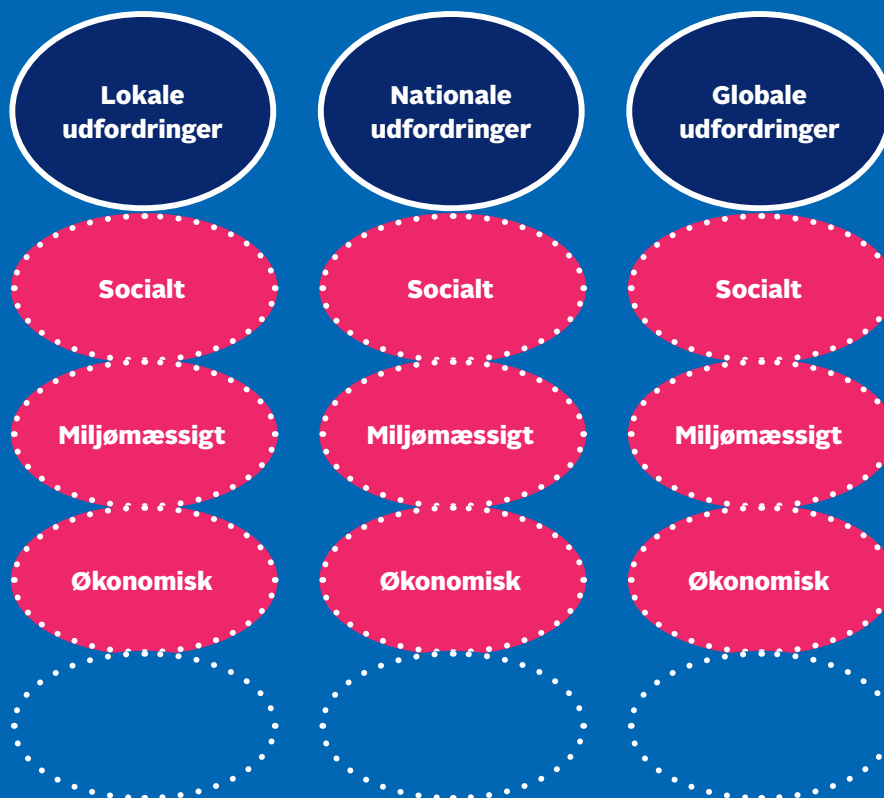 Lokale
udfordringer
Nationale
udfordringer
Globale
udfordringer
Socialt
Socialt
Socialt
Miljømæssigt
Miljømæssigt
Miljømæssigt
Økonomisk
Økonomisk
Økonomisk